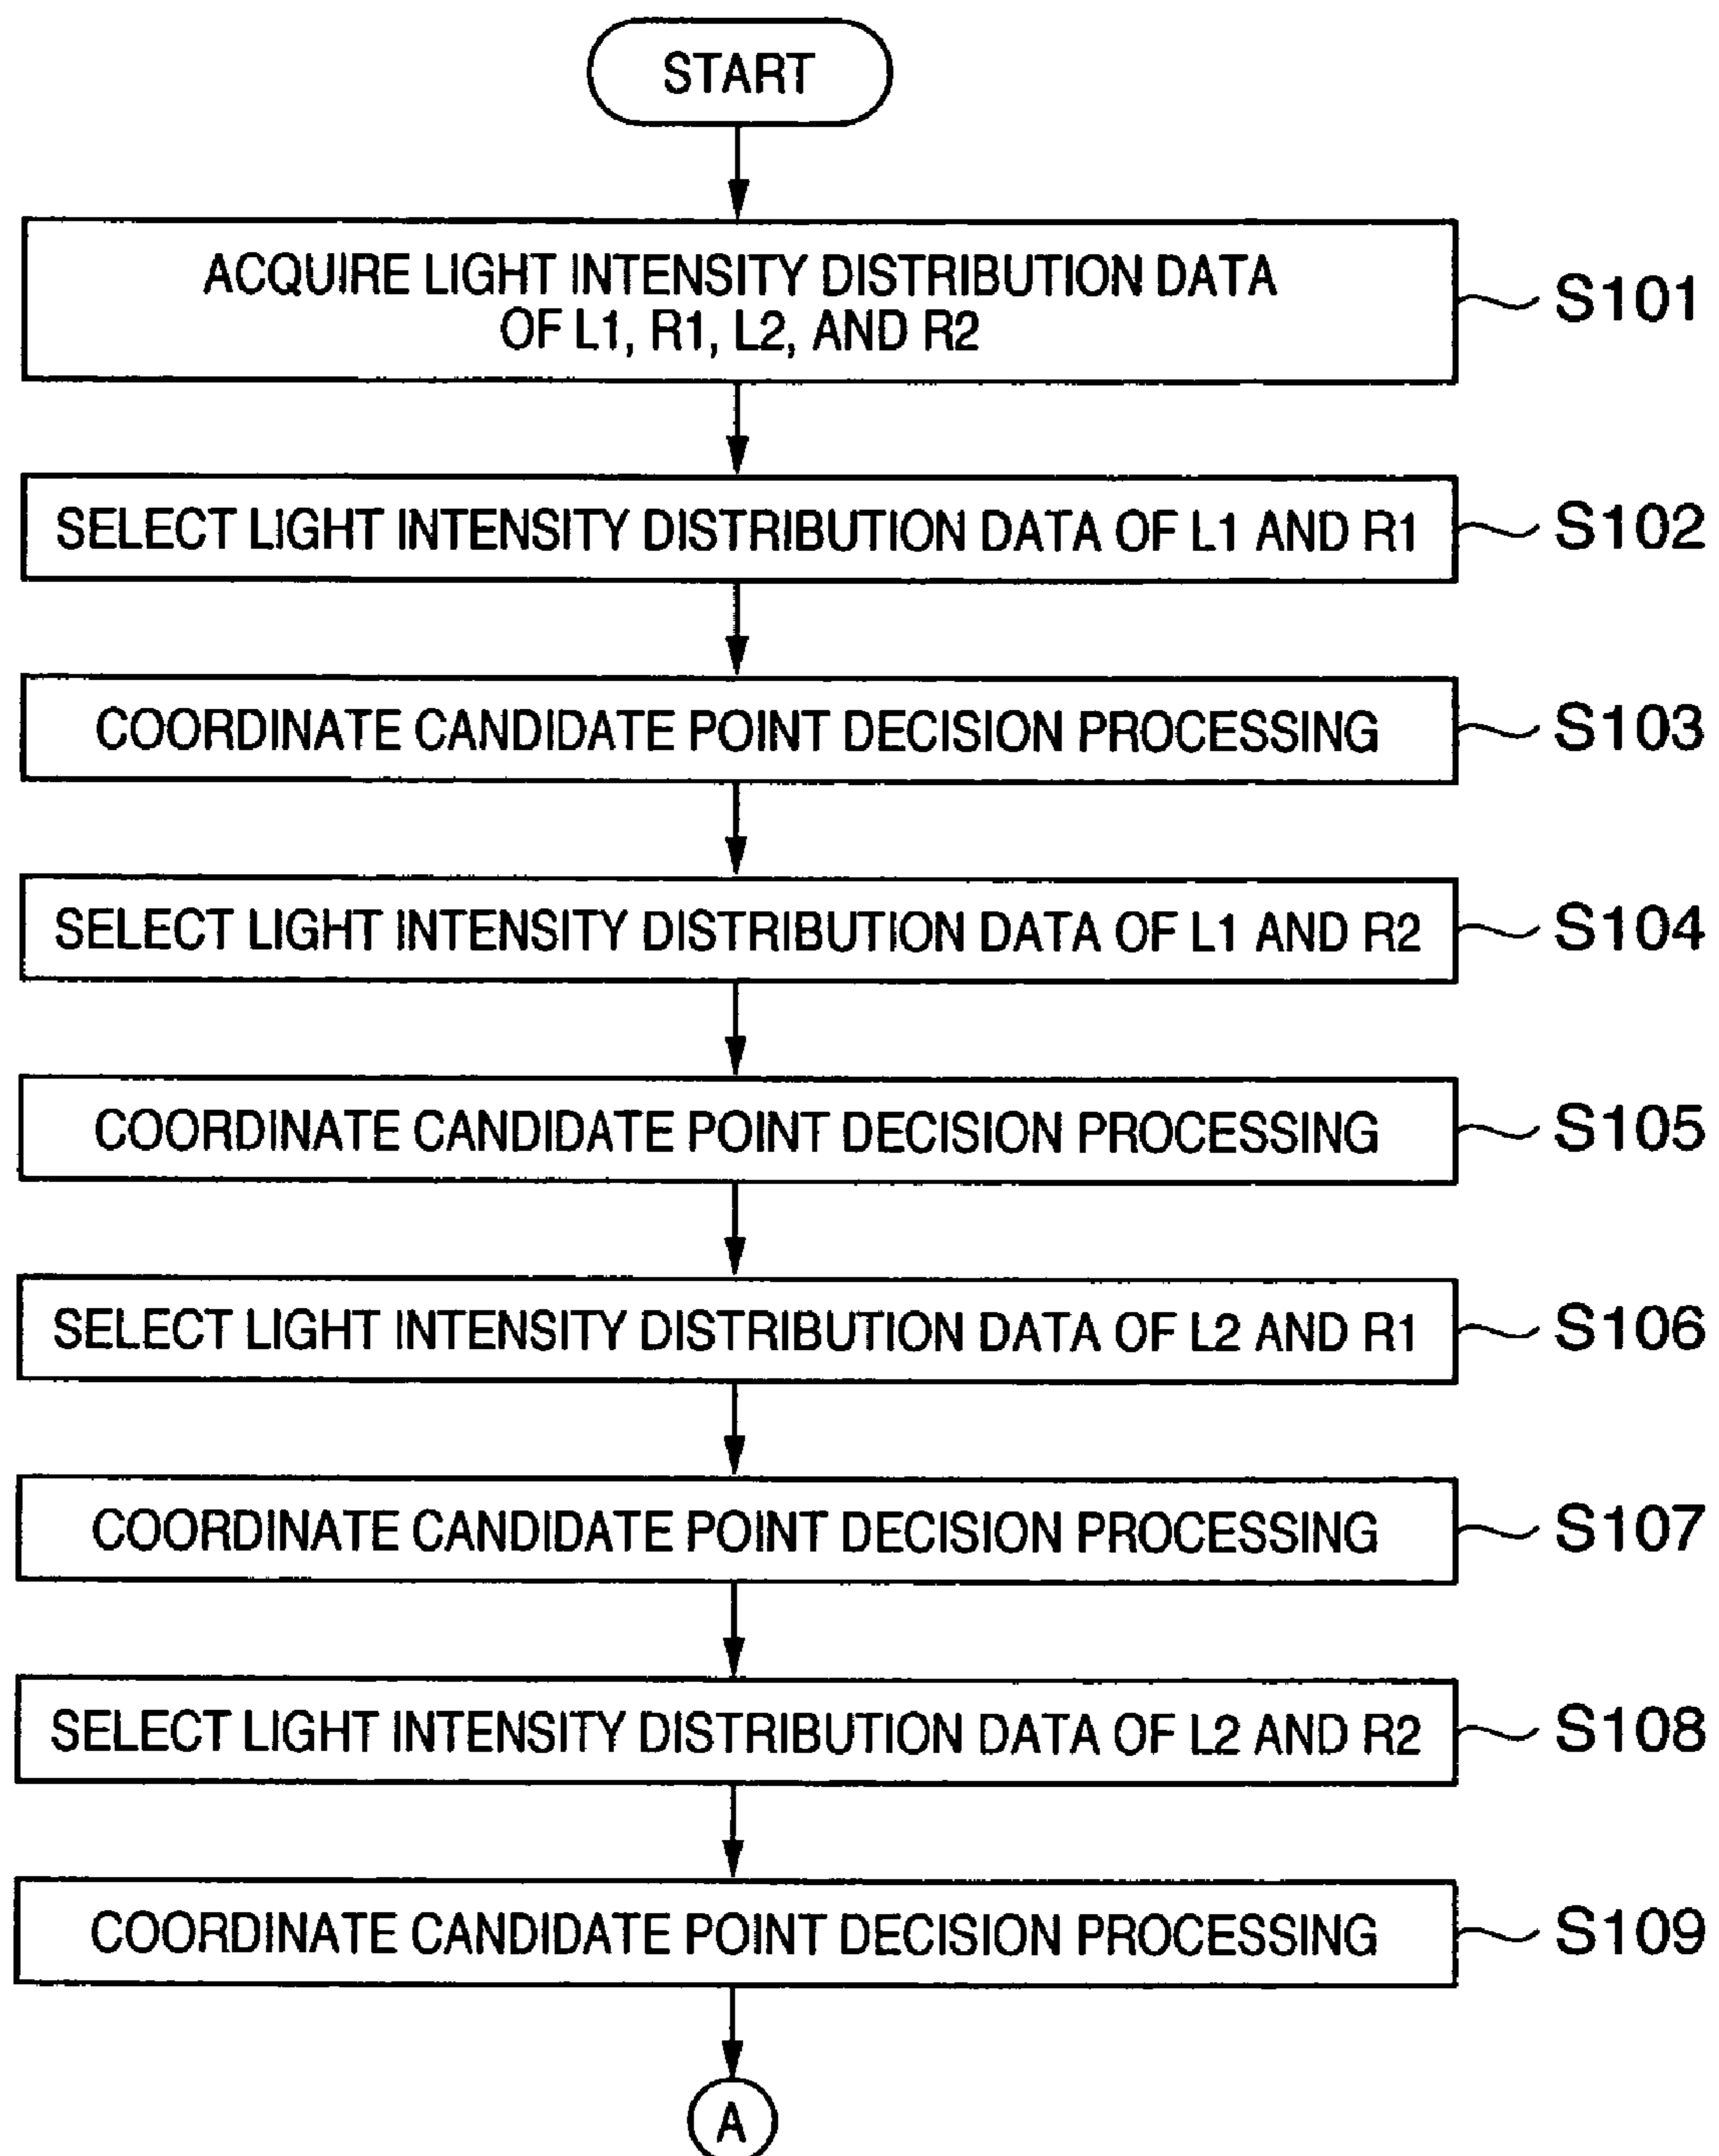 START
ACQUIRE LIGHT INTENSITY DISTRIBUTION DATA
OF L1, R1, L2, AND R2
S101
SELECT LIGHT INTENSITY DISTRIBUTION DATA OF L1 AND R1
S102
COORDINATE CANDIDATE POINT DECISION PROCESSING
S103
SELECT LIGHT INTENSITY DISTRIBUTION DATA OF L1 AND R2
S104
COORDINATE CANDIDATE POINT DECISION PROCESSING
S105
SELECT LIGHT INTENSITY DISTRIBUTION DATA OF L2 AND R1
S106
COORDINATE CANDIDATE POINT DECISION PROCESSING
S107
SELECT LIGHT INTENSITY DISTRIBUTION DATA OF L2 AND R2
S108
COORDINATE CANDIDATE POINT DECISION PROCESSING
S109
A